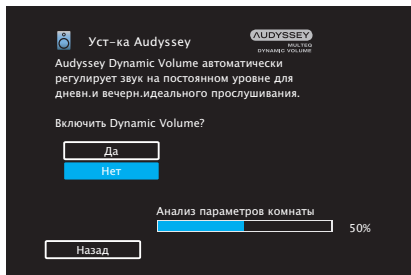 Уст-ка Audyssey
AUDYSSEY
MULTEQ
DYNAMIC VOLUME
Audyssey Dynamic Volume автоматически
регулирует звук на постоянном уровне для
дневн.и вечерн.идеального прослушивания.
Включить Dynamic Volume?
Да
Нет
Анализ параметров комнаты
50%
Назад